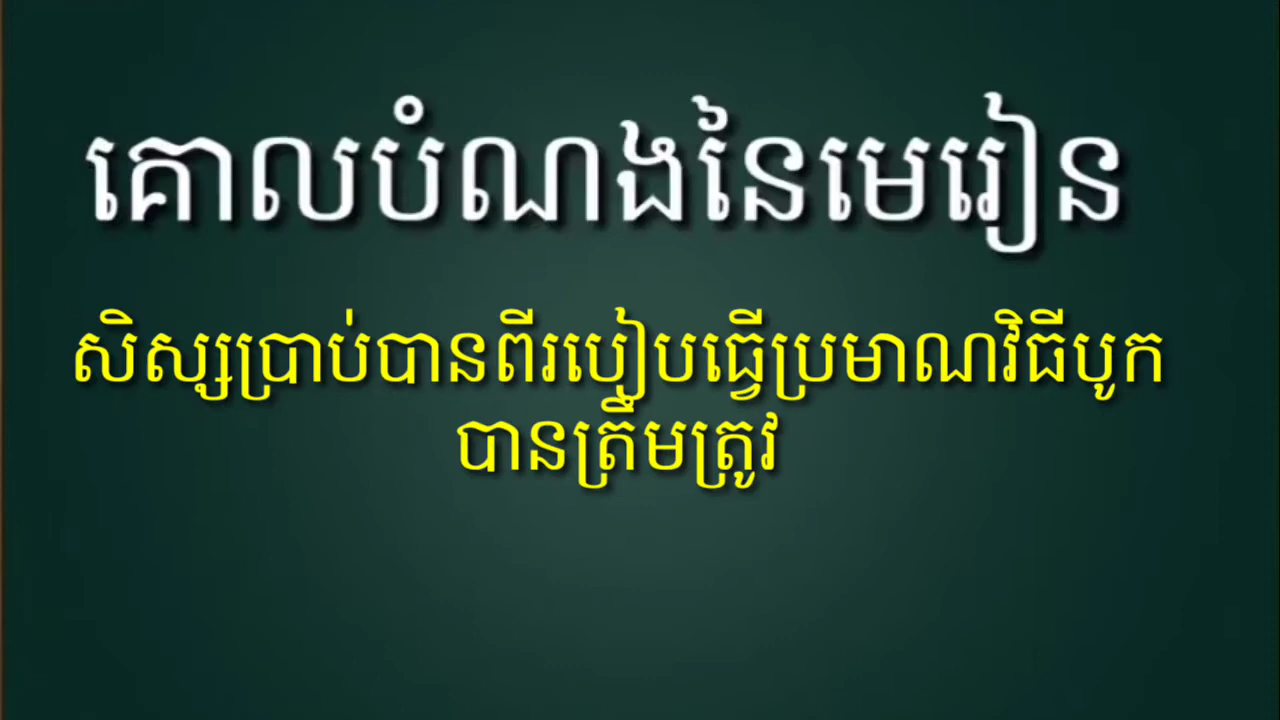 គោលបំណងនៃមេរៀន
សិស្សប្រាប់បានពីរបៀបធ្វើប្រមាណវិធីបូក
បានត្រឹមត្រូវ